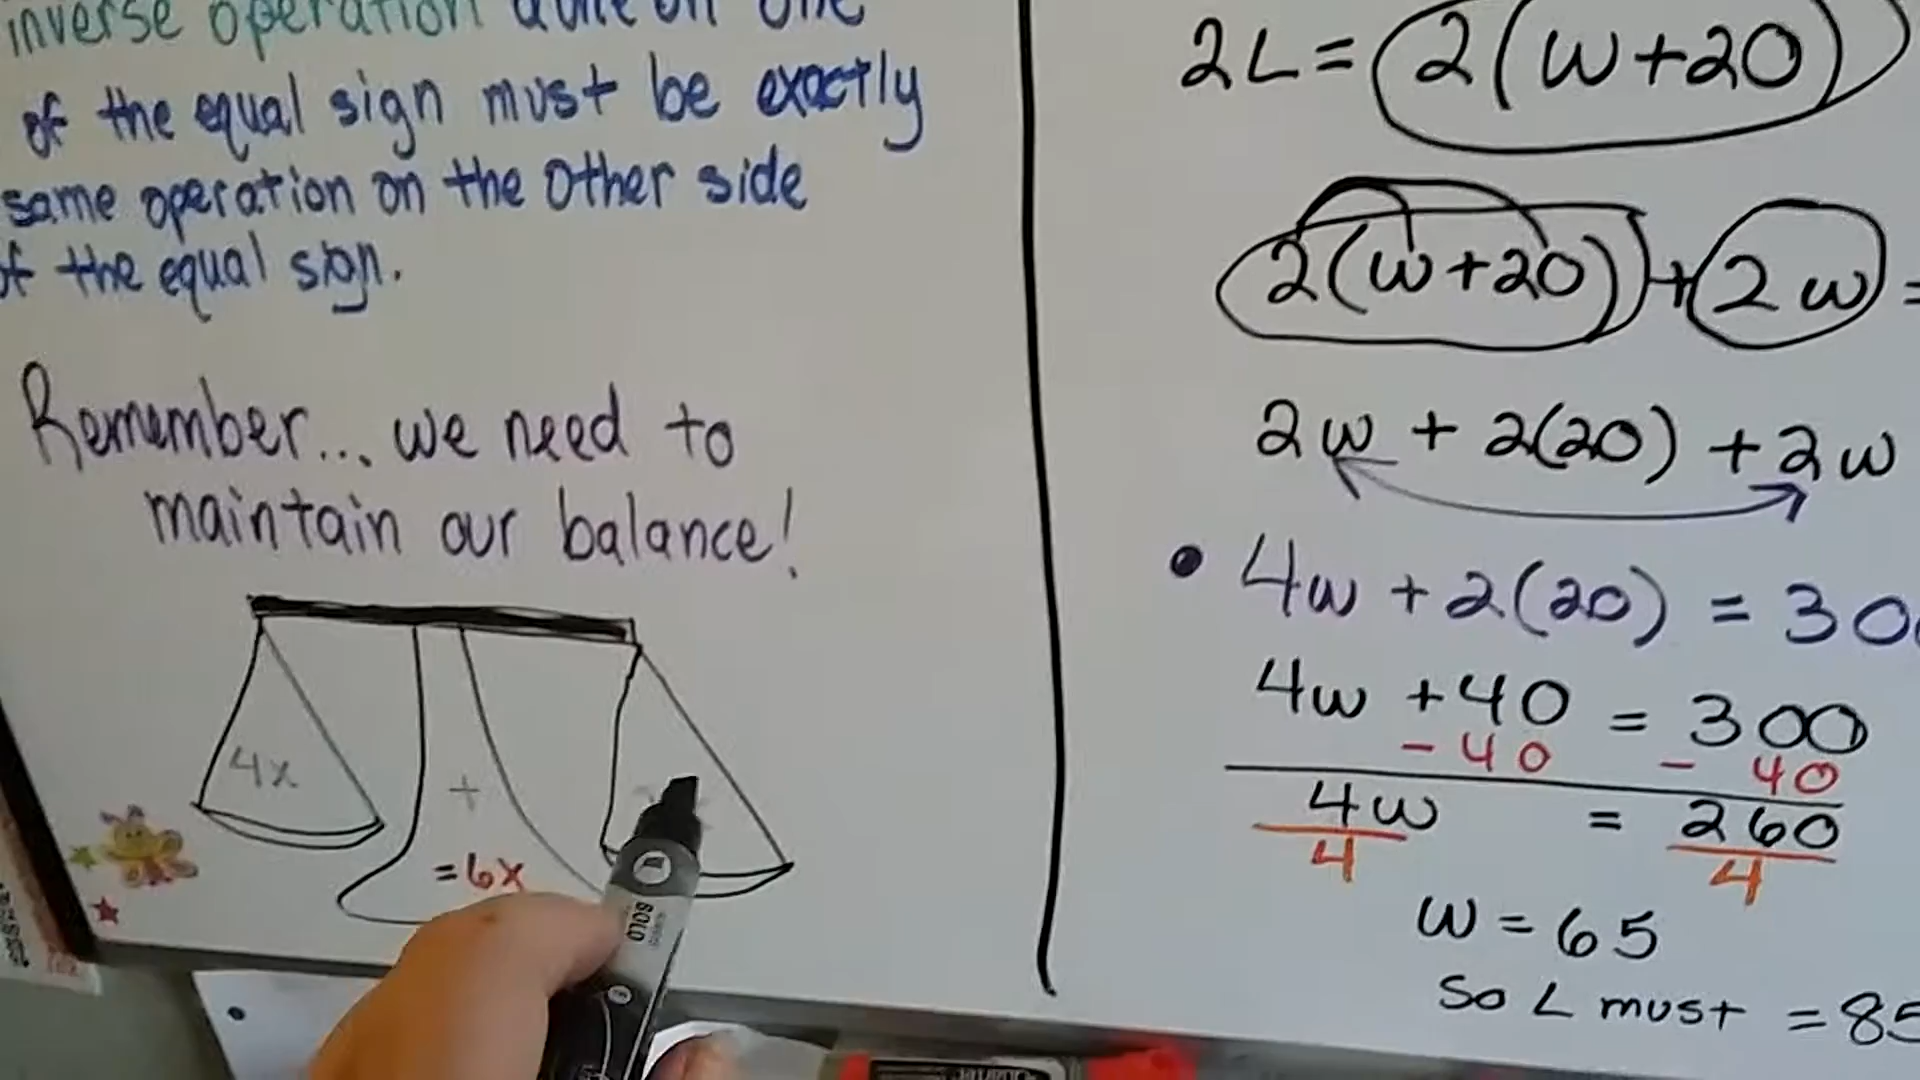 inverse operation done on one
of the equal sign must be exactly
same operation on the other side
of the equal sign.
Remember... we need to
maintain our balance!
4x
+
=6x
BOLD
2L = 2(w+20)
2(w+20) + 2w =
2w + 2(20) + 2w
• 4w + 2(20) = 300
4w + 40 = 300
- 40 - 40
4w = 260
4 4
w = 65
So L must = 85